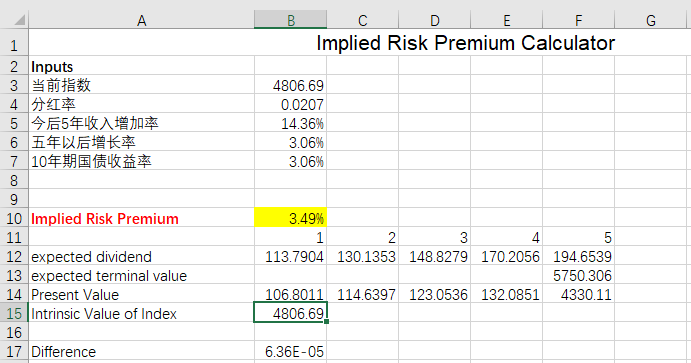 A B C D E F G
1 Implied Risk Premium Calculator
2 Inputs
3 当前指数 4806.69
4 分红率 0.0207
5 今后5年收入增加率 14.36%
6 五年以后增长率 3.06%
7 10年期国债收益率 3.06%
8
9
10 Implied Risk Premium 3.49%
11 1 2 3 4 5
12 expected dividend 113.7904 130.1353 148.8279 170.2056 194.6539
13 expected terminal value 5750.306
14 Present Value 106.8011 114.6397 123.0536 132.0851 4330.11
15 Intrinsic Value of Index 4806.69
16
17 Difference 6.36E-05